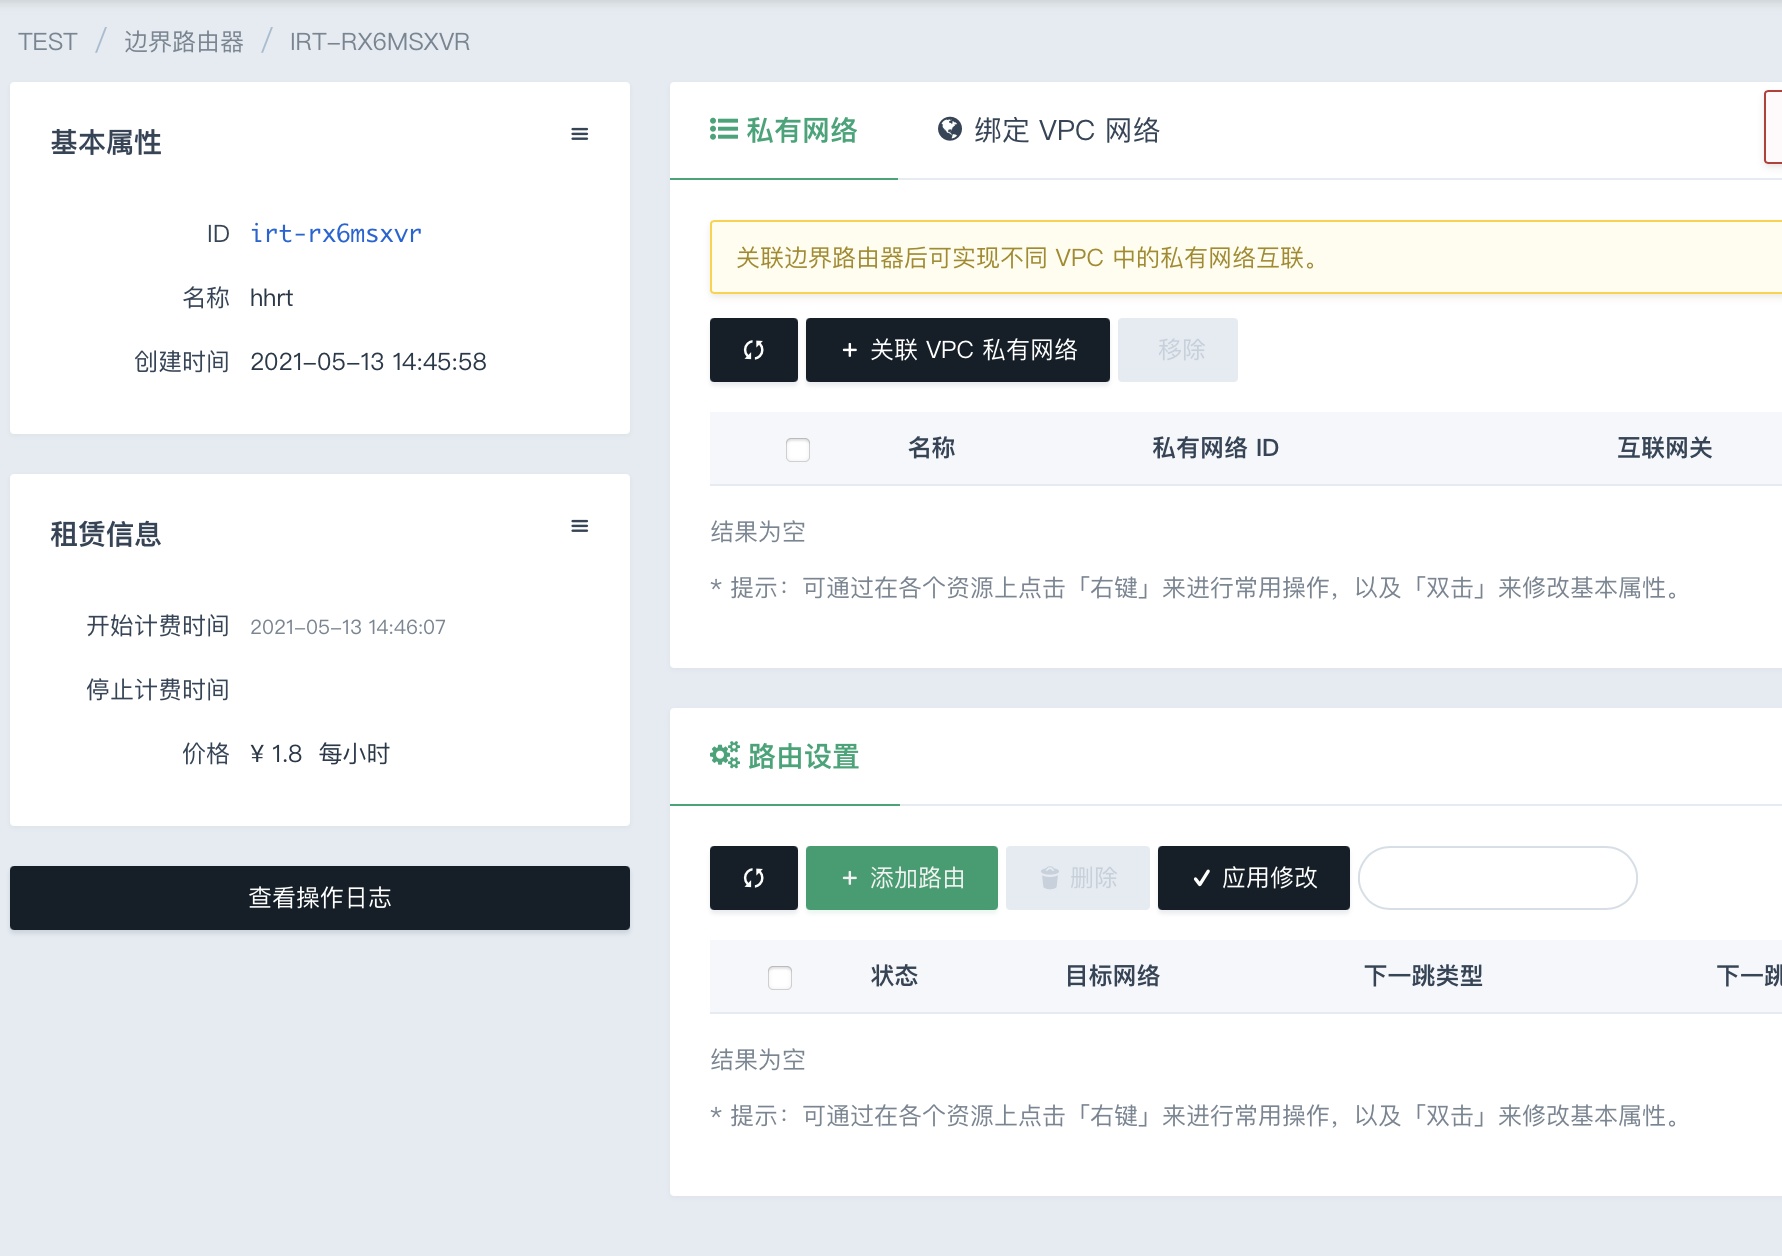 TEST / 边界路由器 / IRT-RX6MSXVR
基本属性
ID irt-rx6msxvr
名称 hhrt
创建时间 2021-05-13 14:45:58
租赁信息
开始计费时间 2021-05-13 14:46:07
停止计费时间
价格 ¥ 1.8 每小时
查看操作日志
私有网络 绑定 VPC 网络
关联边界路由器后可实现不同 VPC 中的私有网络互联。
+ 关联 VPC 私有网络 移除
名称 私有网络 ID 互联网关
结果为空
* 提示：可通过在各个资源上点击「右键」来进行常用操作，以及「双击」来修改基本属性。
路由设置
+ 添加路由 删除 应用修改
状态 目标网络 下一跳类型 下一跳
结果为空
* 提示：可通过在各个资源上点击「右键」来进行常用操作，以及「双击」来修改基本属性。